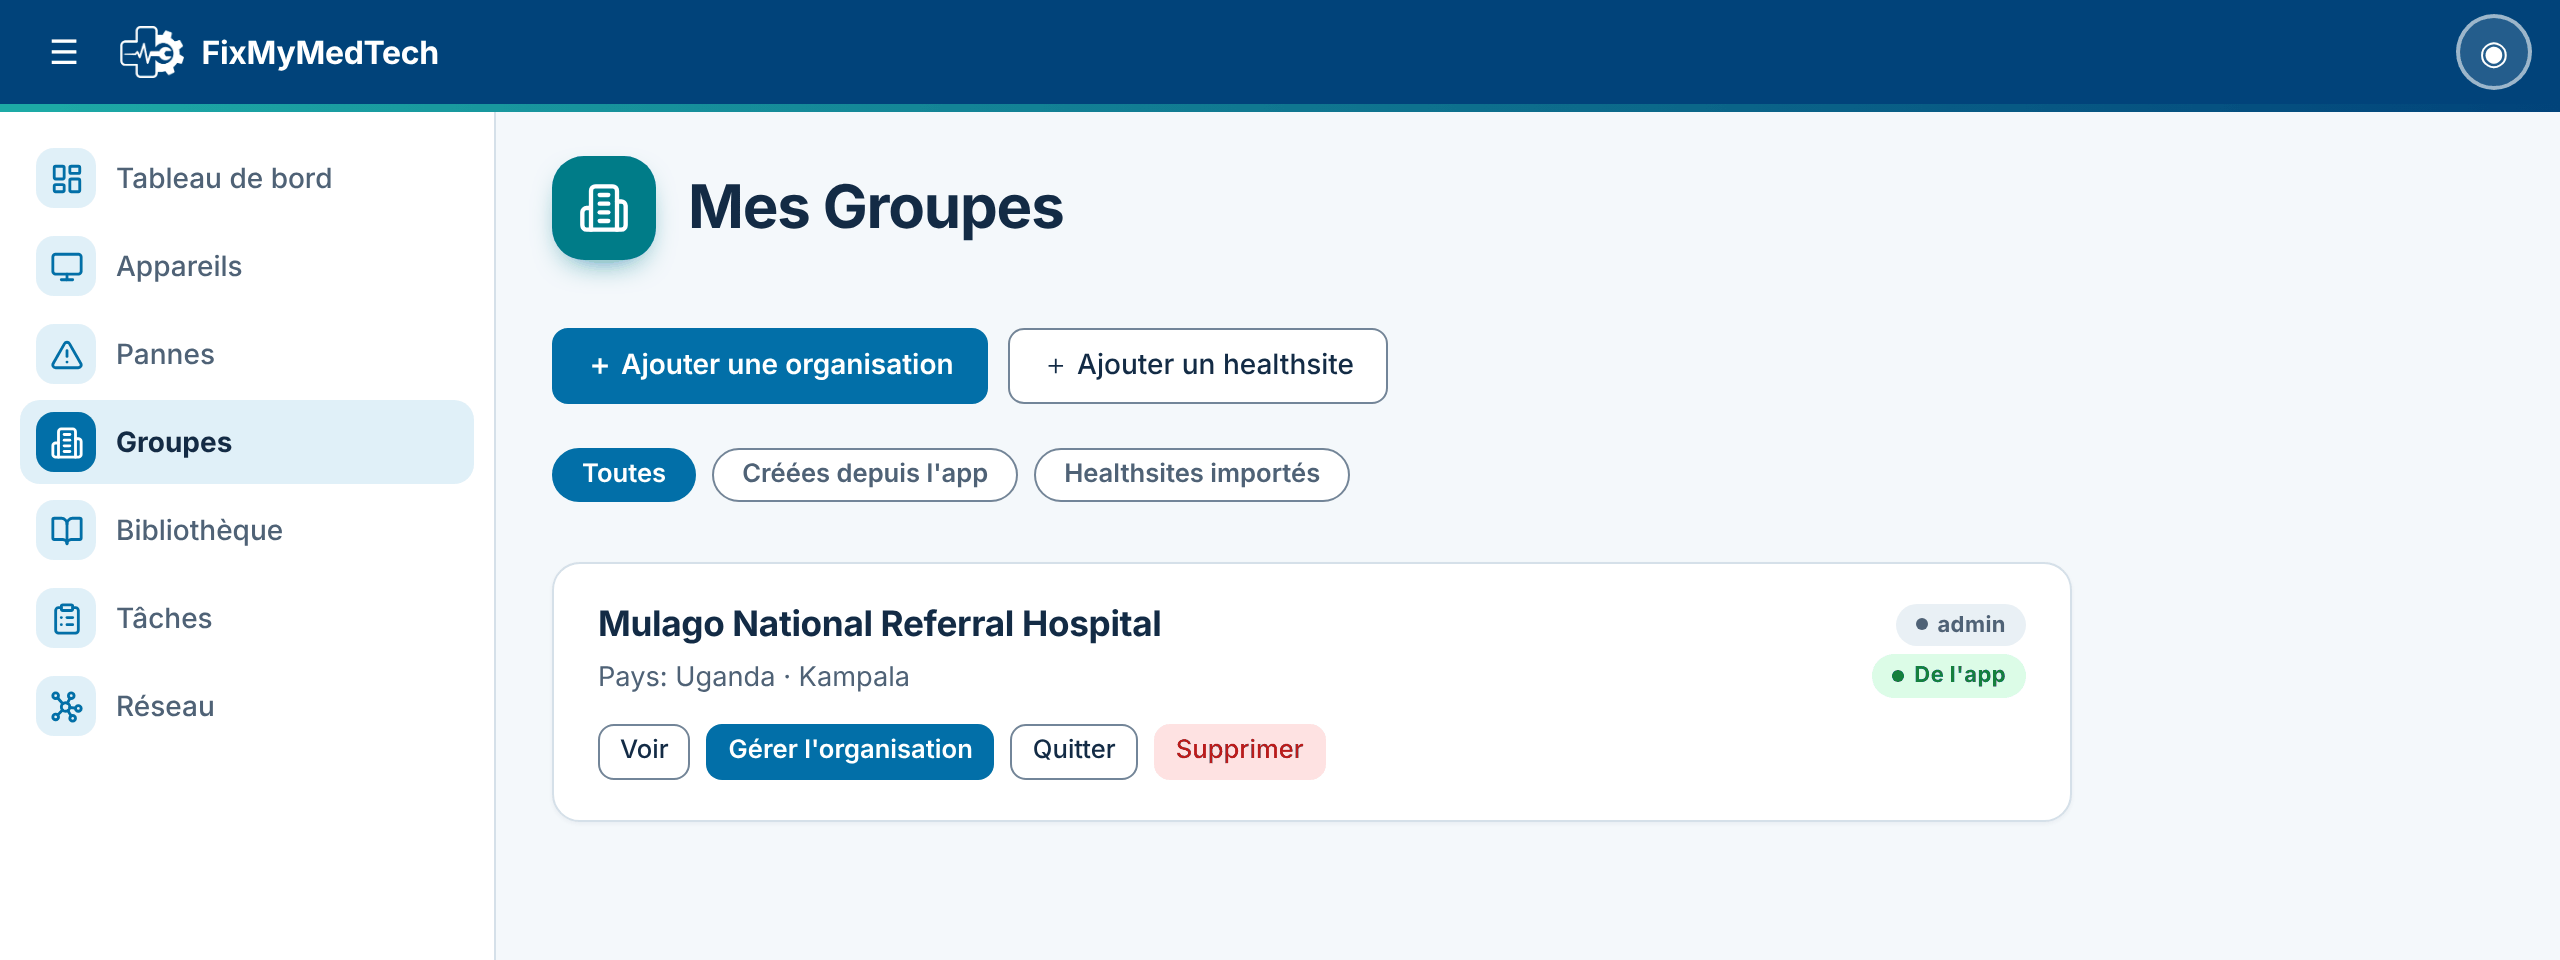 FixMyMedTech
Tableau de bord
Appareils
Pannes
Groupes
Bibliothèque
Tâches
Réseau
Mes Groupes
+ Ajouter une organisation
+ Ajouter un healthsite
Toutes
Créées depuis l'app
Healthsites importés
Mulago National Referral Hospital
admin
Pays: Uganda · Kampala
De l'app
Voir
Gérer l'organisation
Quitter
Supprimer